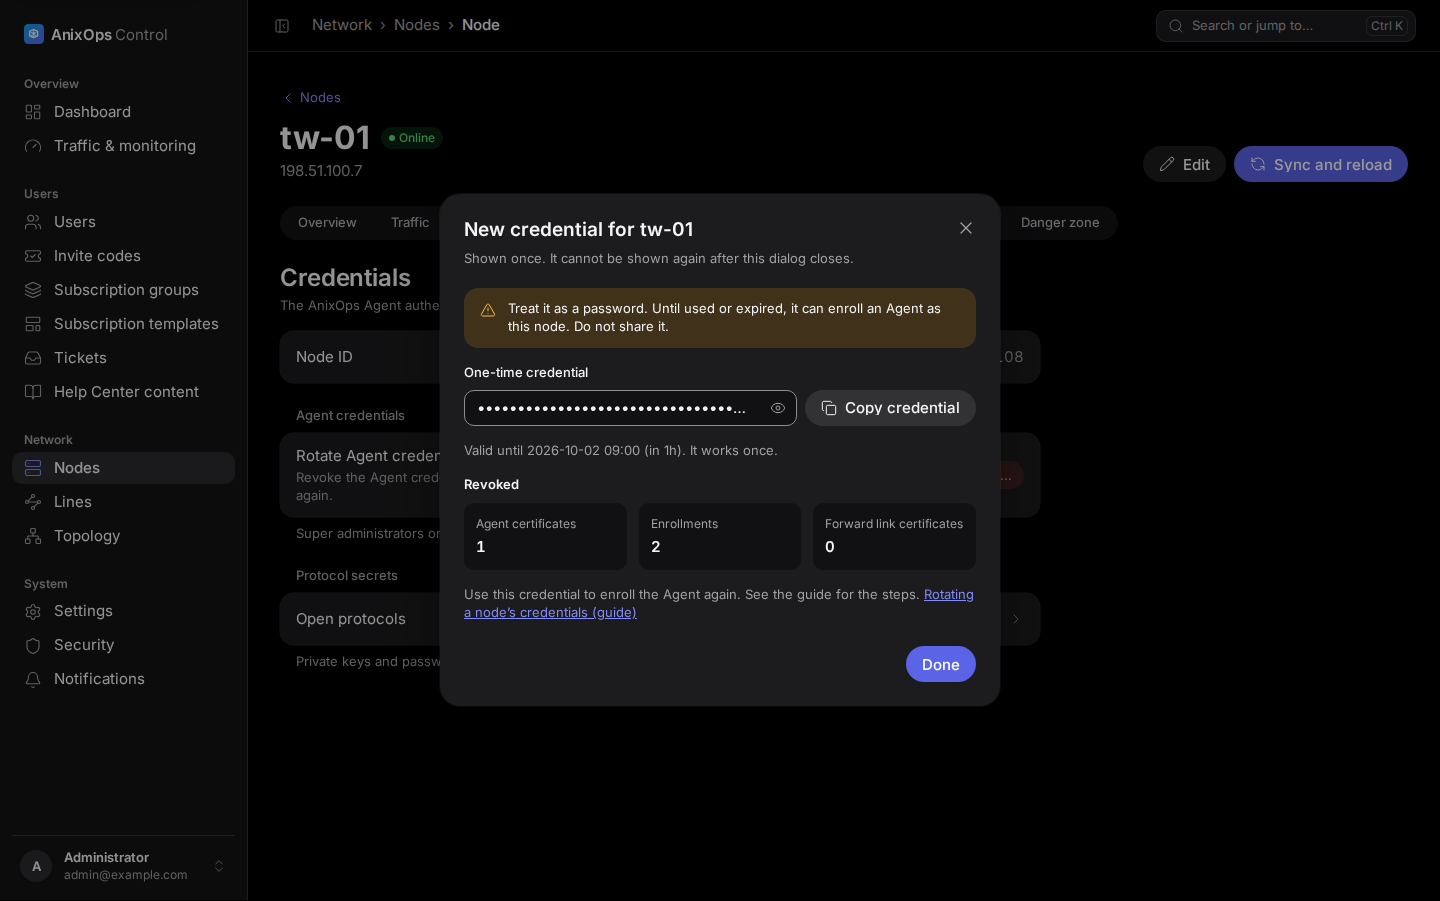 AnixOps Control
Overview
Dashboard
Traffic & monitoring
Users
Users
Invite codes
Subscription groups
Subscription templates
Tickets
Help Center content
Network
Nodes
Lines
Topology
System
Settings
Security
Notifications
A
Administrator
admin@example.com
Network › Nodes › Node
Search or jump to... Ctrl K
Nodes
tw-01 Online
198.51.100.7
Edit
Sync and reload
Overview Traffic Danger zone
Credentials
The AnixOps Agent authe
Node ID .08
Agent credentials
Rotate Agent creden
Revoke the Agent cred
again.
Super administrators or
Protocol secrets
Open protocols
Private keys and passw
New credential for tw-01
Shown once. It cannot be shown again after this dialog closes.
Treat it as a password. Until used or expired, it can enroll an Agent as
this node. Do not share it.
One-time credential
••••••••••••••••••••••••••••••••...
Copy credential
Valid until 2026-10-02 09:00 (in 1h). It works once.
Revoked
Agent certificates
1
Enrollments
2
Forward link certificates
0
Use this credential to enroll the Agent again. See the guide for the steps. Rotating
a node’s credentials (guide)
Done